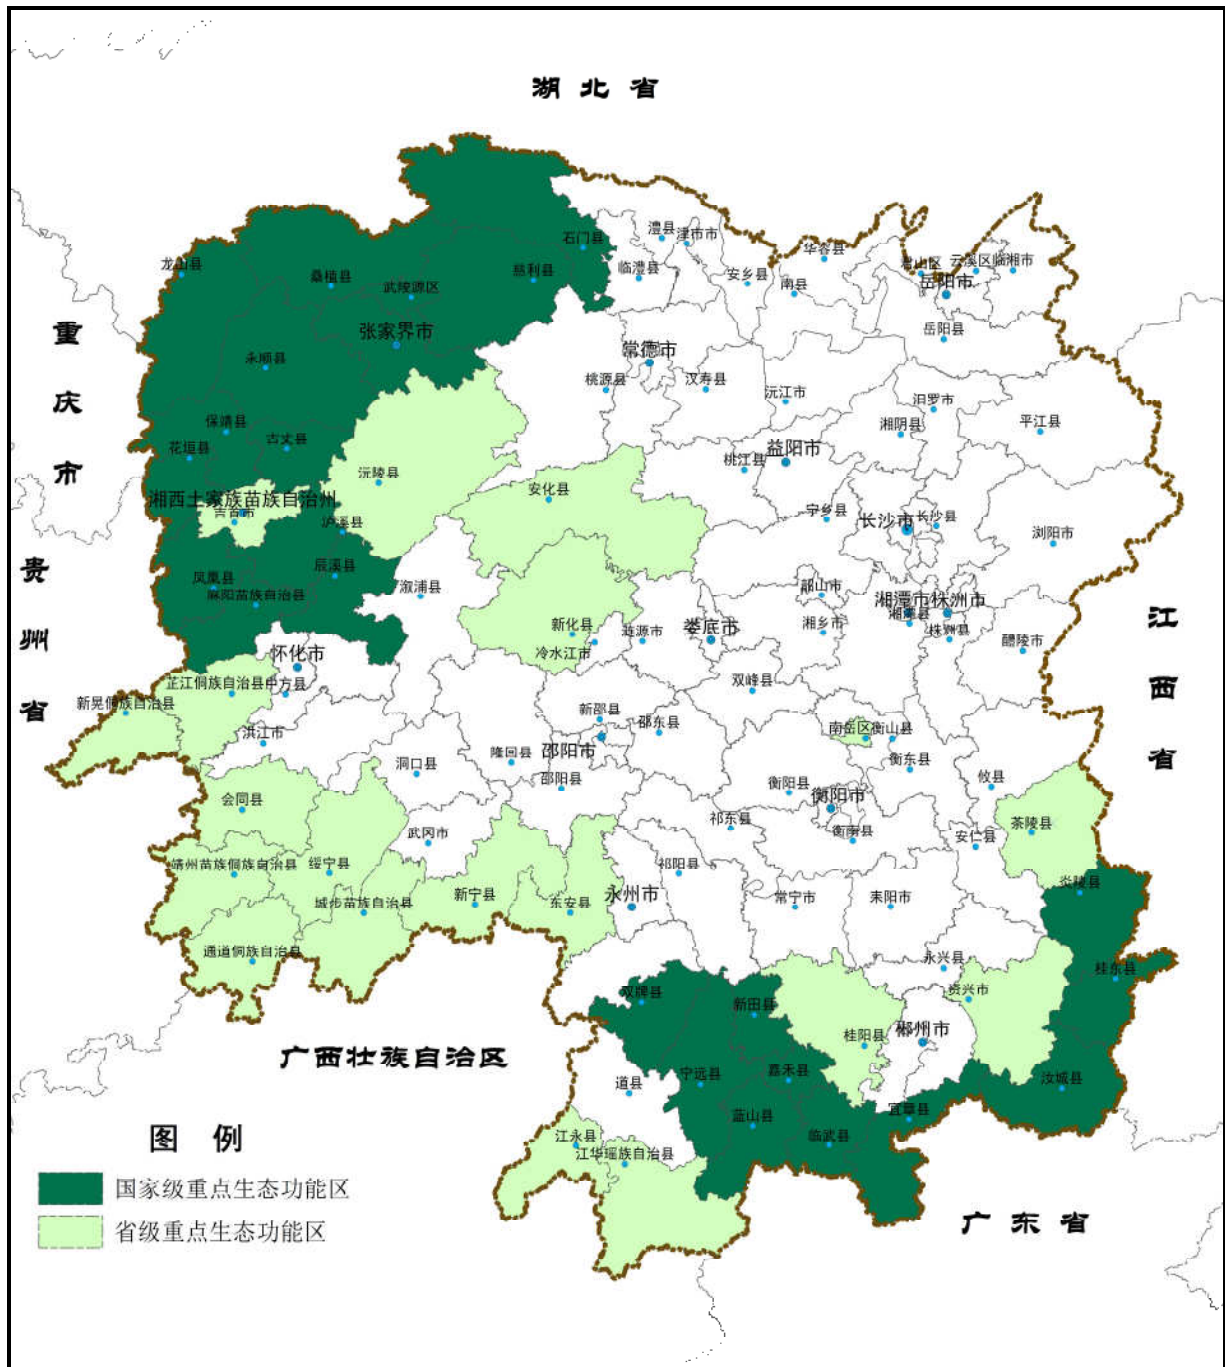 湖北省
重庆市
贵州省
江西省
广西壮族自治区
广东省
石门县
澧县
津市市
临澧县
慈利县
龙山县
桑植县
武陵源区
张家界市
安乡县
南县
华容县
君山区
云溪区
临湘市
岳阳市
岳阳县
永顺县
常德市
桃源县
汉寿县
沅江市
汨罗市
湘阴县
平江县
保靖县
古丈县
花垣县
沅陵县
益阳市
桃江县
安化县
湘西土家族苗族自治州
吉首市
泸溪县
宁乡县
长沙市
长沙县
浏阳市
凤凰县
辰溪县
麻阳苗族自治县
溆浦县
韶山市
湘潭市
株洲市
湘潭县
株洲县
湘乡市
醴陵市
新化县
涟源市
冷水江市
娄底市
怀化市
芷江侗族自治县
中方县
新晃侗族自治县
双峰县
洪江市
新邵县
邵东县
邵阳市
邵阳县
隆回县
洞口县
南岳区
衡山县
衡东县
衡阳县
衡阳市
衡南县
攸县
茶陵县
安仁县
会同县
武冈市
祁东县
祁阳县
靖州苗族侗族自治县
绥宁县
城步苗族自治县
新宁县
东安县
永州市
常宁市
耒阳市
炎陵县
通道侗族自治县
永兴县
桂东县
资兴市
双牌县
新田县
桂阳县
郴州市
道县
宁远县
嘉禾县
汝城县
蓝山县
临武县
宜章县
江永县
江华瑶族自治县
图例
国家级重点生态功能区
省级重点生态功能区